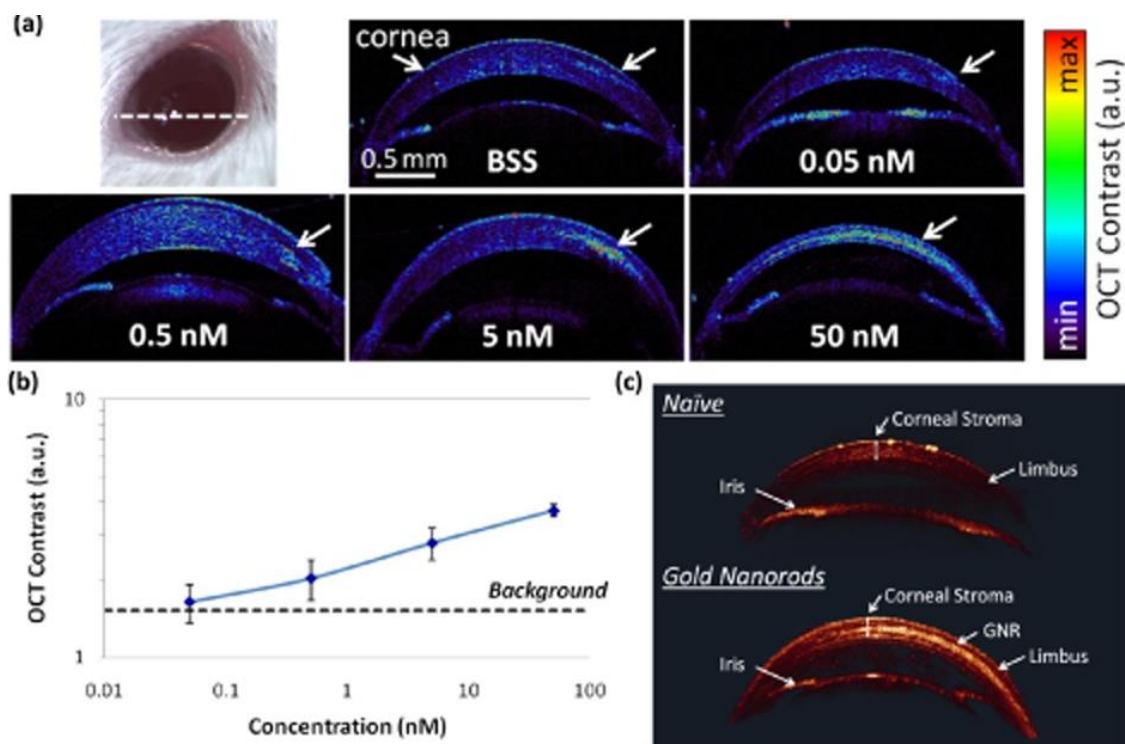 (a)
cornea
0.5 mm
BSS
0.05 nM
0.5 nM
5 nM
50 nM
max
min
OCT Contrast (a.u.)
(b)
10
1
OCT Contrast (a.u.)
Background
0.01
0.1
1
10
100
Concentration (nM)
(c)
Naïve
Corneal Stroma
Limbus
Iris
Gold Nanorods
Corneal Stroma
GNR
Limbus
Iris